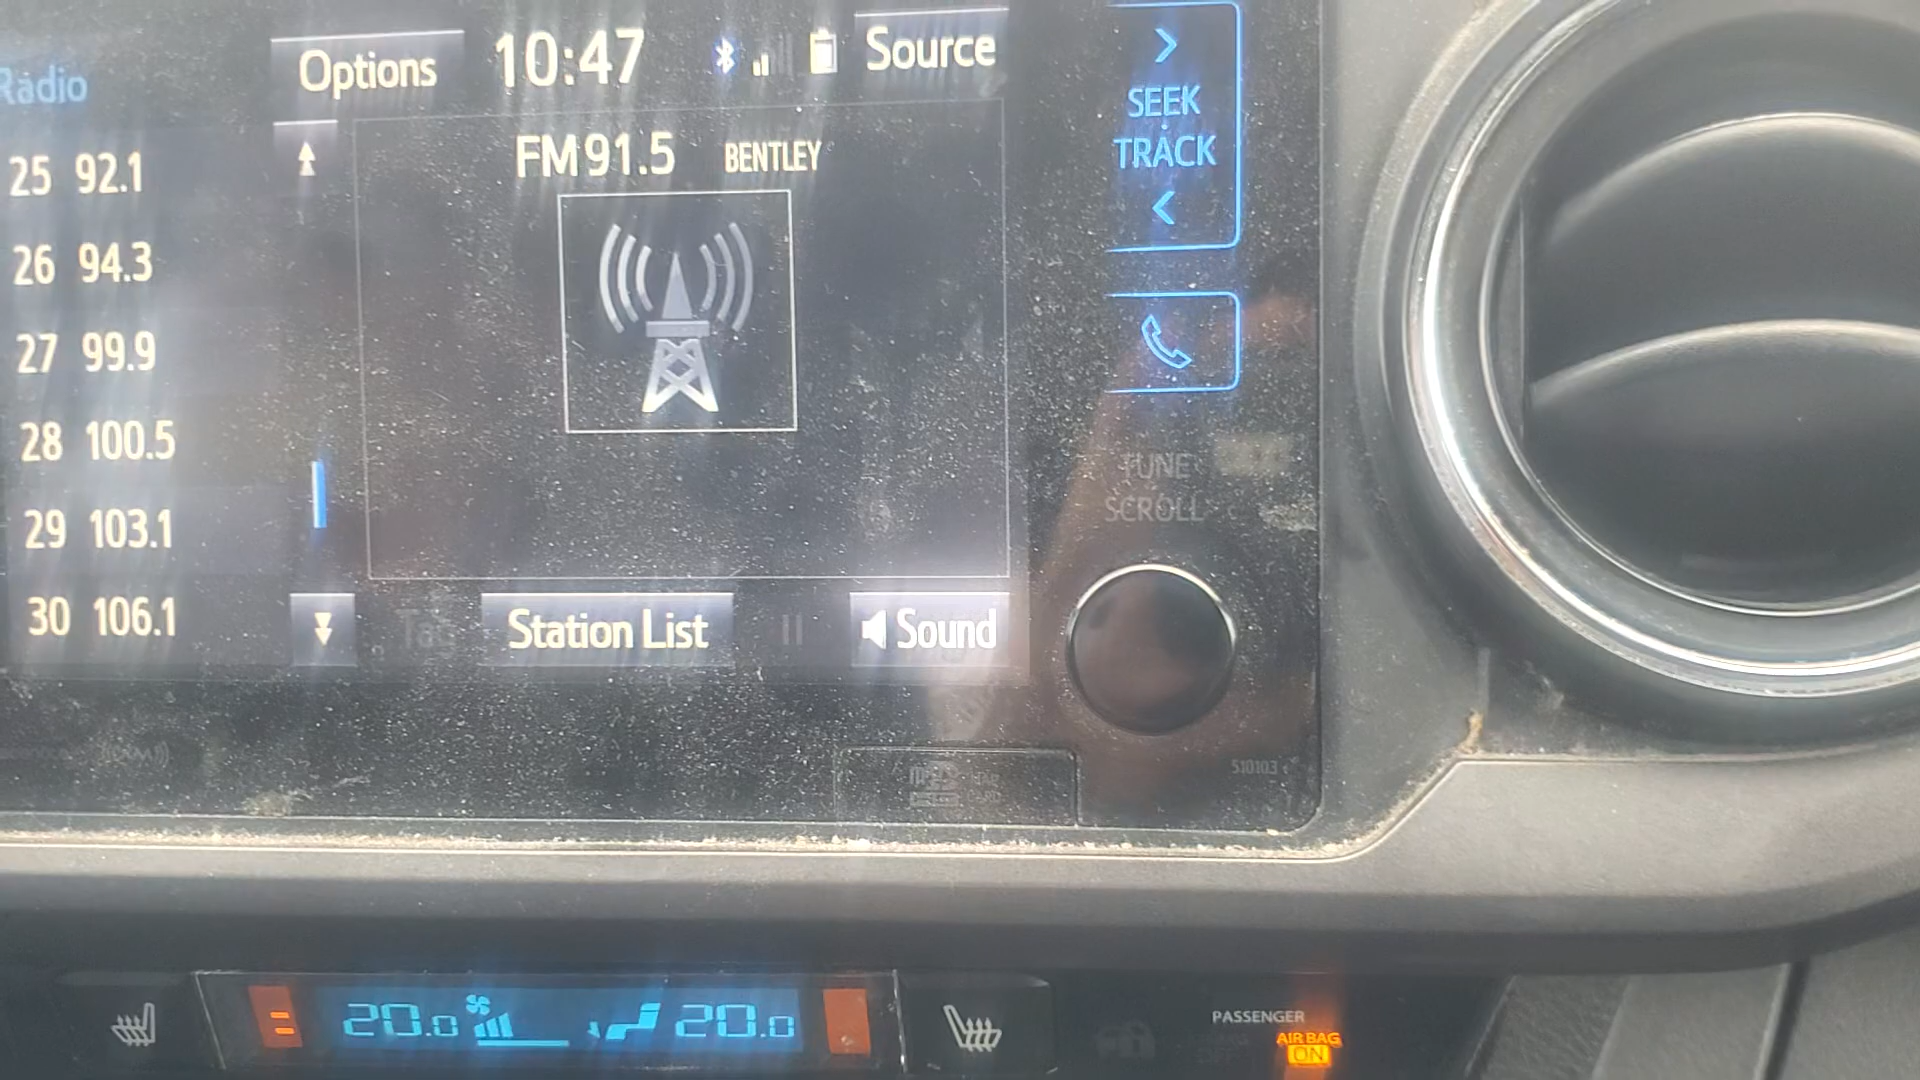 Radio
Options
10:47
Source
FM 91.5 BENTLEY
25 92.1
26 94.3
27 99.9
28 100.5
29 103.1
30 106.1
Tag
Station List
Sound
SEEK
TRACK
TUNE
SCROLL
510103
20.0
20.0
PASSENGER
AIR BAG
ON